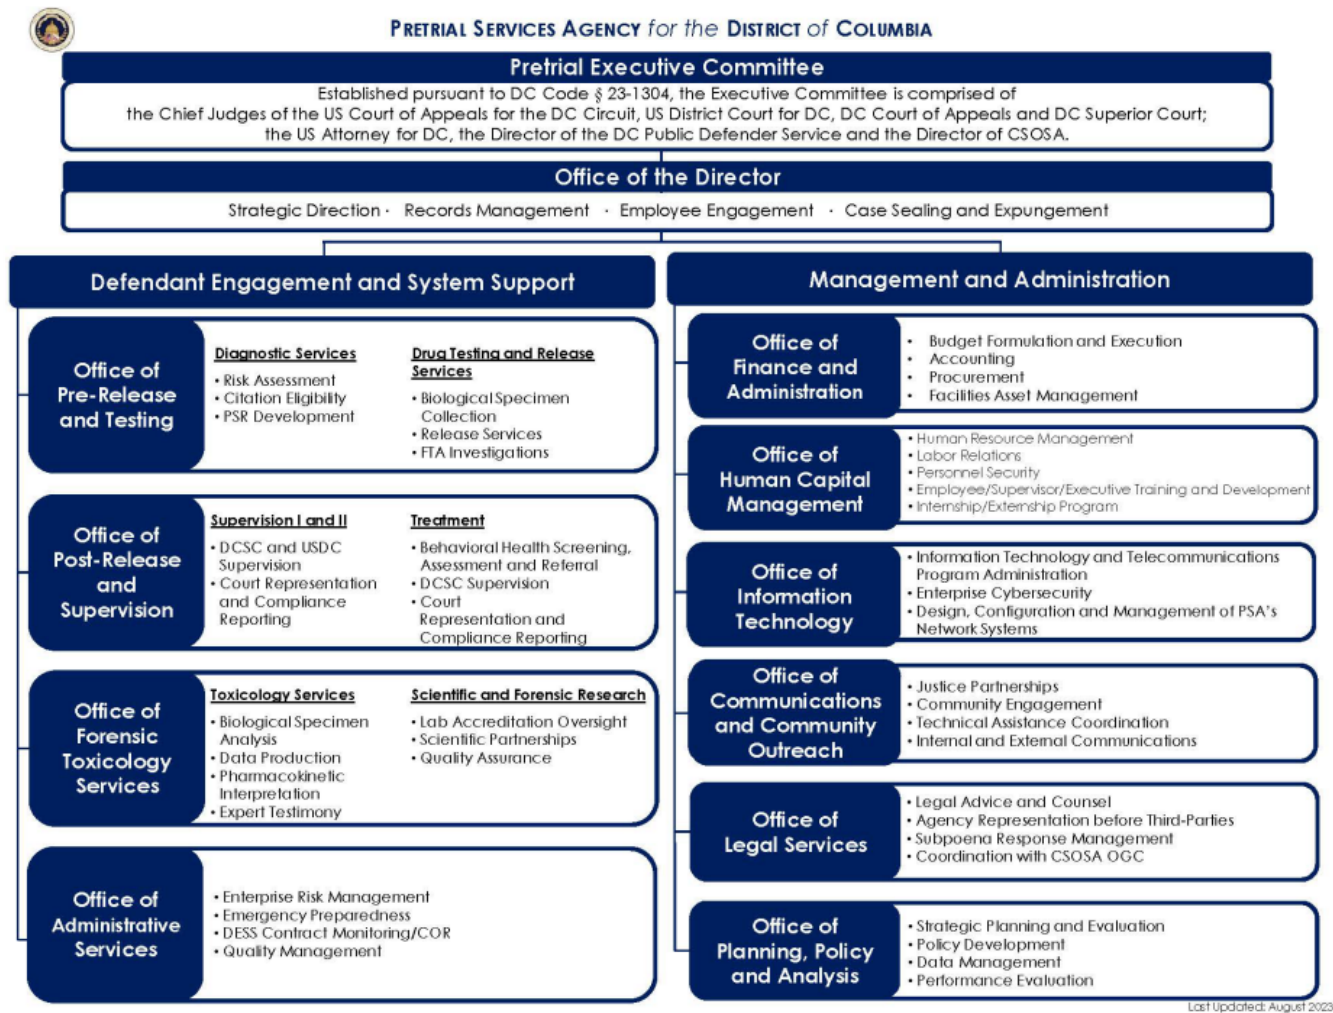 PRETRIAL SERVICES AGENCY for the DISTRICT of COLUMBIA
Pretrial Executive Committee
Established pursuant to DC Code § 23-1304, the Executive Committee is comprised of
the Chief Judges of the US Court of Appeals for the DC Circuit, US District Court for DC, DC Court of Appeals and DC Superior Court;
the US Attorney for DC, the Director of the DC Public Defender Service and the Director of CSOSA.
Office of the Director
Strategic Direction · Records Management · Employee Engagement · Case Sealing and Expungement
Defendant Engagement and System Support
Office of
Pre-Release
and Testing
Diagnostic Services
• Risk Assessment
• Citation Eligibility
• PSR Development
Drug Testing and Release
Services
• Biological Specimen
Collection
• Release Services
• FTA Investigations
Office of
Post-Release
and
Supervision
Supervision I and II
• DCSC and USDC
Supervision
• Court Representation
and Compliance
Reporting
Treatment
• Behavioral Health Screening,
Assessment and Referral
• DCSC Supervision
• Court
Representation and
Compliance Reporting
Office of
Forensic
Toxicology
Services
Toxicology Services
• Biological Specimen
Analysis
• Data Production
• Pharmacokinetic
Interpretation
• Expert Testimony
Scientific and Forensic Research
• Lab Accreditation Oversight
• Scientific Partnerships
• Quality Assurance
Office of
Administrative
Services
• Enterprise Risk Management
• Emergency Preparedness
• DESS Contract Monitoring/COR
• Quality Management
Management and Administration
Office of
Finance and
Administration
• Budget Formulation and Execution
• Accounting
• Procurement
• Facilities Asset Management
Office of
Human Capital
Management
• Human Resource Management
• Labor Relations
• Personnel Security
• Employee/Supervisor/Executive Training and Development
• Internship/Externship Program
Office of
Information
Technology
• Information Technology and Telecommunications
Program Administration
• Enterprise Cybersecurity
• Design, Configuration and Management of PSA's
Network Systems
Office of
Communications
and Community
Outreach
• Justice Partnerships
• Community Engagement
• Technical Assistance Coordination
• Internal and External Communications
Office of
Legal Services
• Legal Advice and Counsel
• Agency Representation before Third-Parties
• Subpoena Response Management
• Coordination with CSOSA OGC
Office of
Planning, Policy
and Analysis
• Strategic Planning and Evaluation
• Policy Development
• Data Management
• Performance Evaluation
Last Updated: August 2023